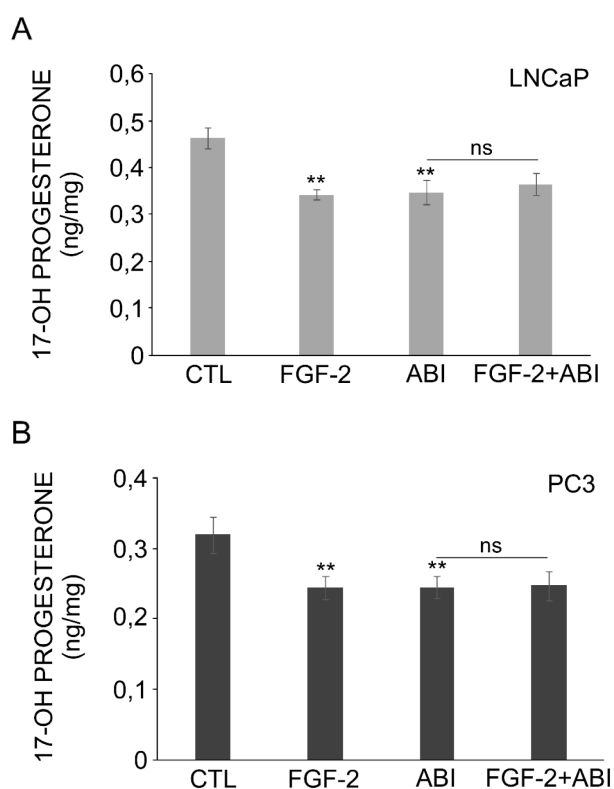 A
LNCaP
17-OH PROGESTERONE
(ng/mg)
0,6
0,5
0,4
0,3
0,2
0,1
0
**
**
ns
CTL FGF-2 ABI FGF-2+ABI
B
PC3
17-OH PROGESTERONE
(ng/mg)
0,4
0,3
0,2
0,1
0
**
**
ns
CTL FGF-2 ABI FGF-2+ABI